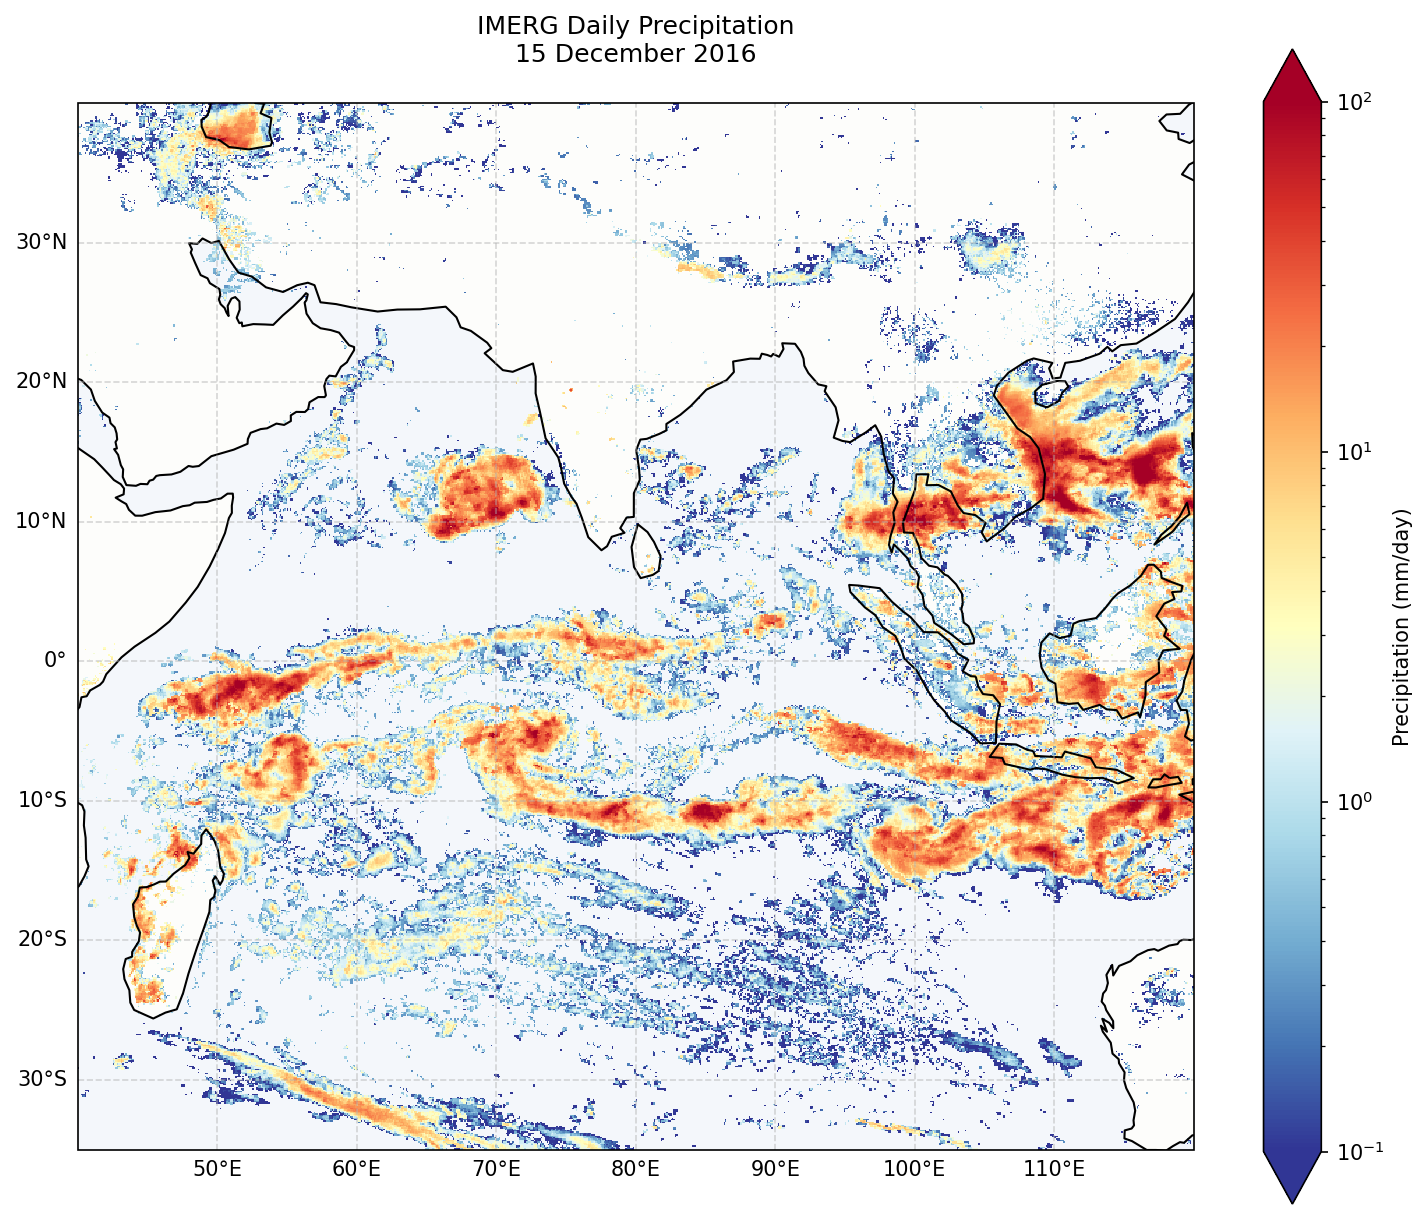 IMERG Daily Precipitation
15 December 2016
30°N
20°N
10°N
0°
10°S
20°S
30°S
50°E
60°E
70°E
80°E
90°E
100°E
110°E
10²
10¹
10⁰
10⁻¹
Precipitation (mm/day)